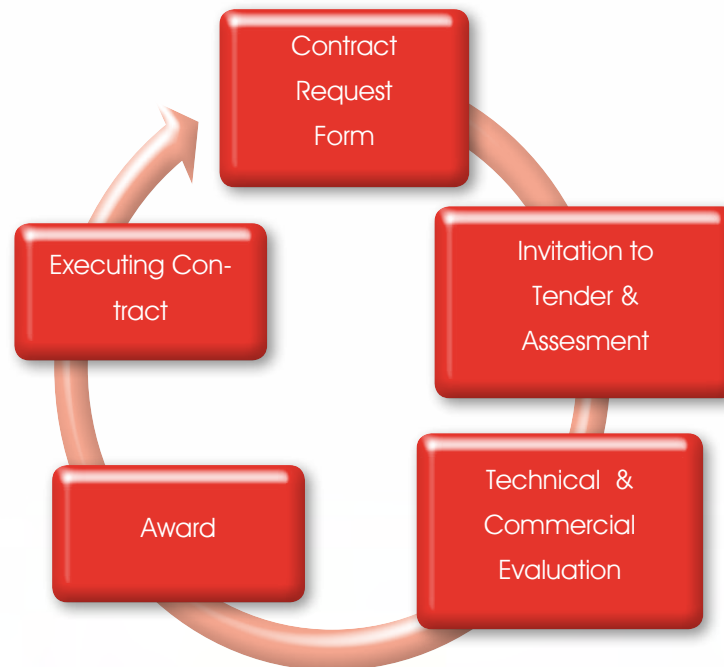 Contract
Request
Form
Invitation to
Tender &
Assesment
Technical &
Commercial
Evaluation
Award
Executing Con-
tract